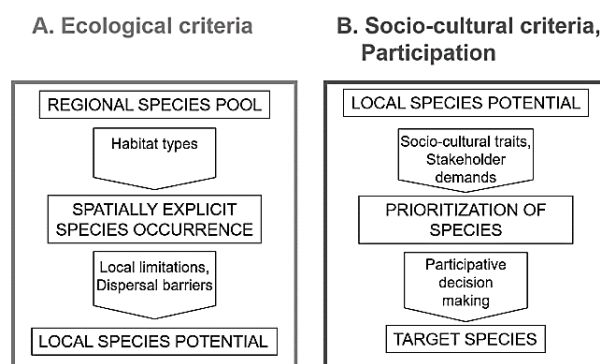 A. Ecological criteria
REGIONAL SPECIES POOL
Habitat types
SPATIALLY EXPLICIT
SPECIES OCCURRENCE
Local limitations,
Dispersal barriers
LOCAL SPECIES POTENTIAL
B. Socio-cultural criteria,
Participation
LOCAL SPECIES POTENTIAL
Socio-cultural traits,
Stakeholder
demands
PRIORITIZATION OF
SPECIES
Participative
decision
making
TARGET SPECIES